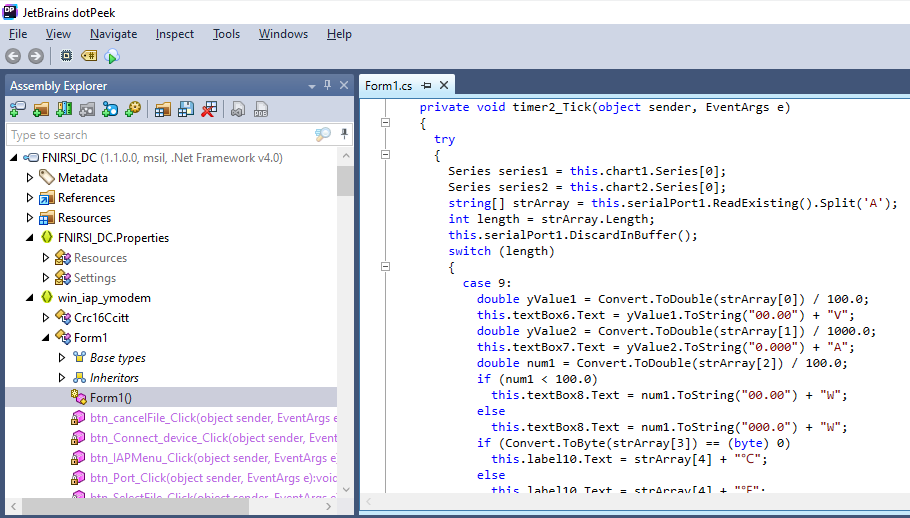 JetBrains dotPeek
File View Navigate Inspect Tools Windows Help
Assembly Explorer
Type to search
FNIRSI_DC (1.1.0.0, msil, .Net Framework v4.0)
Metadata
References
Resources
FNIRSI_DC.Properties
Resources
Settings
win_iap_ymodem
Crc16Ccitt
Form1
Base types
Inheritors
Form1()
btn_cancelFile_Click(object sender, EventArgs e
btn_Connect_device_Click(object sender, Event
btn_IAPMenu_Click(object sender, EventArgs e)
btn_Port_Click(object sender, EventArgs e):void
btn_SelectFile_Click(object sender, EventArgs e
Form1.cs
private void timer2_Tick(object sender, EventArgs e)
{
try
{
Series series1 = this.chart1.Series[0];
Series series2 = this.chart2.Series[0];
string[] strArray = this.serialPort1.ReadExisting().Split('A');
int length = strArray.Length;
this.serialPort1.DiscardInBuffer();
switch (length)
{
case 9:
double yValue1 = Convert.ToDouble(strArray[0]) / 100.0;
this.textBox6.Text = yValue1.ToString("00.00") + "V";
double yValue2 = Convert.ToDouble(strArray[1]) / 1000.0;
this.textBox7.Text = yValue2.ToString("0.000") + "A";
double num1 = Convert.ToDouble(strArray[2]) / 100.0;
if (num1 < 100.0)
this.textBox8.Text = num1.ToString("00.00") + "W";
else
this.textBox8.Text = num1.ToString("000.0") + "W";
if (Convert.ToByte(strArray[3]) == (byte) 0)
this.label10.Text = strArray[4] + "°C";
else
this.label10.Text = strArray[4] + "°F";